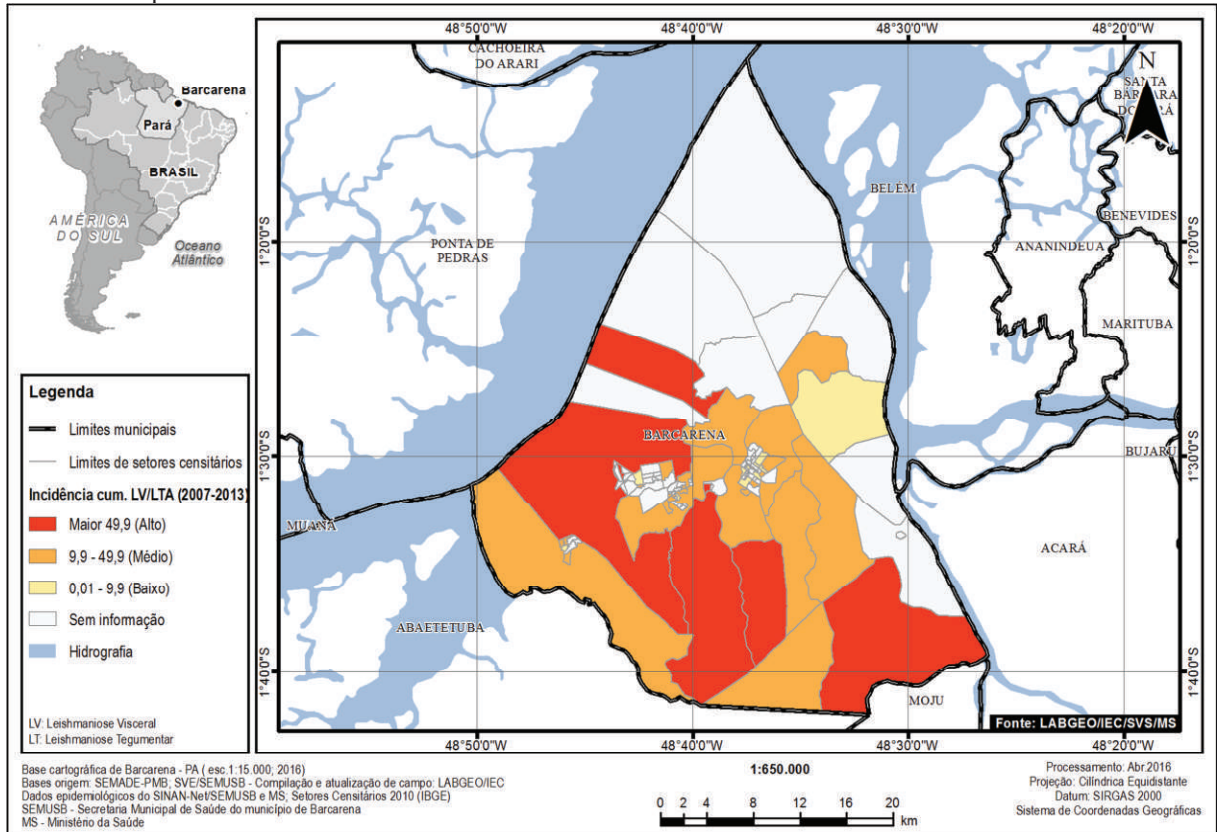 48°50'0"W 48°40'0"W 48°30'0"W 48°20'0"W
CACHOEIRA
DO ARARI
N
SANTA
BÁRBARA
DO PARÁ
Barcarena
Pará
BRASIL
AMÉRICA
DO SUL
Oceano
Atlântico
BELÉM
BENEVIDES
1°20'0"S 1°20'0"S
PONTA DE
PEDRAS
ANANINDEUA
MARITUBA
Legenda
Limites municipais
Limites de setores censitários
Incidência cum. LV/LTA (2007-2013)
Maior 49,9 (Alto)
9,9 - 49,9 (Médio)
0,01 - 9,9 (Baixo)
Sem informação
Hidrografia
LV: Leishmaniose Visceral
LT: Leishmaniose Tegumentar
BARCARENA
1°30'0"S 1°30'0"S
BUJARU
MUANÁ
ACARÁ
ABAETETUBA
1°40'0"S 1°40'0"S
MOJU
Fonte: LABGEO/IEC/SVS/MS
48°50'0"W 48°40'0"W 48°30'0"W 48°20'0"W
Base cartográfica de Barcarena - PA ( esc.1:15.000; 2016)
Bases origem: SEMADE-PMB; SVE/SEMUSB - Compilação e atualização de campo: LABGEO/IEC
Dados epidemiológicos do SINAN-Net/SEMUSB e MS; Setores Censitários 2010 (IBGE)
SEMUSB - Secretaria Municipal de Saúde do município de Barcarena
MS - Ministério da Saúde
1:650.000
0 2 4 8 12 16 20
km
Processamento: Abr.2016
Projeção: Cilíndrica Equidistante
Datum: SIRGAS 2000
Sistema de Coordenadas Geográficas